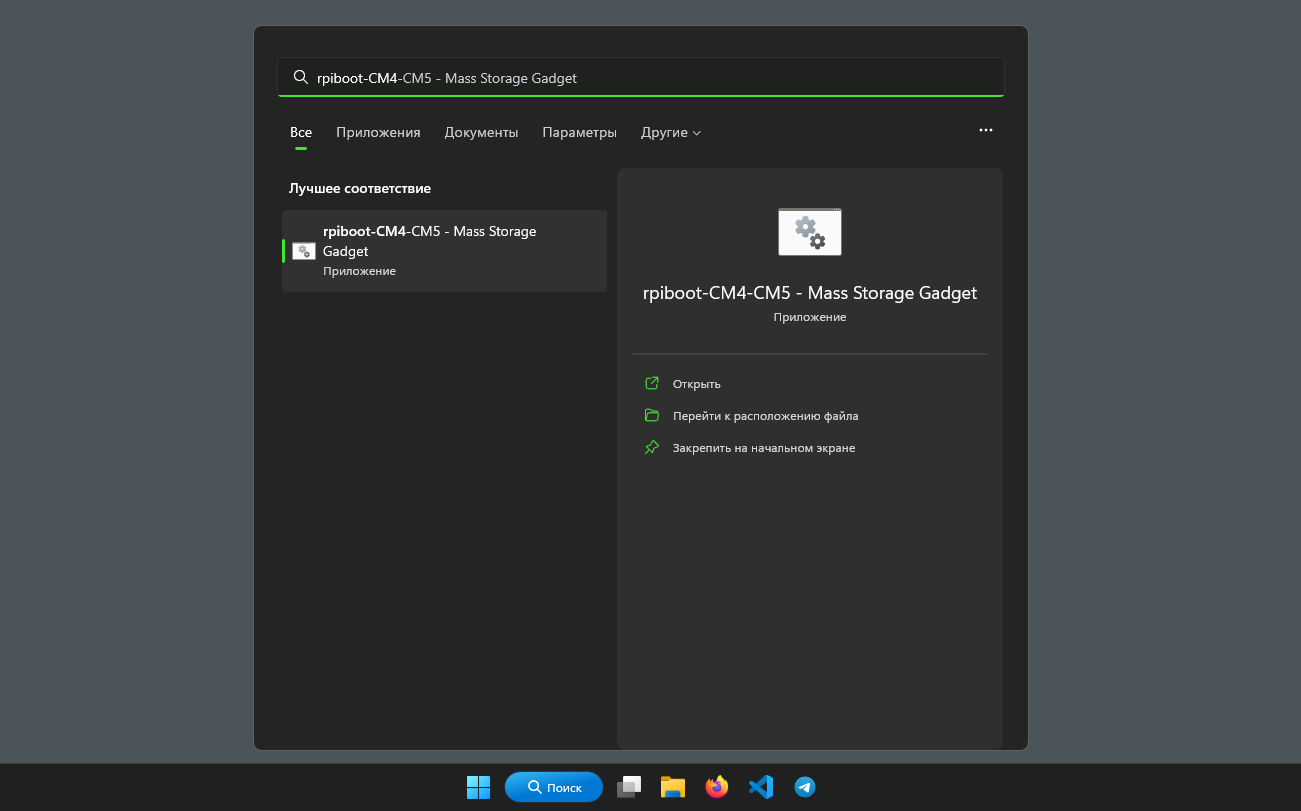 rpiboot-CM4-CM5 - Mass Storage Gadget
Все Приложения Документы Параметры Другие
Лучшее соответствие
rpiboot-CM4-CM5 - Mass Storage
Gadget
Приложение
rpiboot-CM4-CM5 - Mass Storage Gadget
Приложение
Открыть
Перейти к расположению файла
Закрепить на начальном экране
Поиск